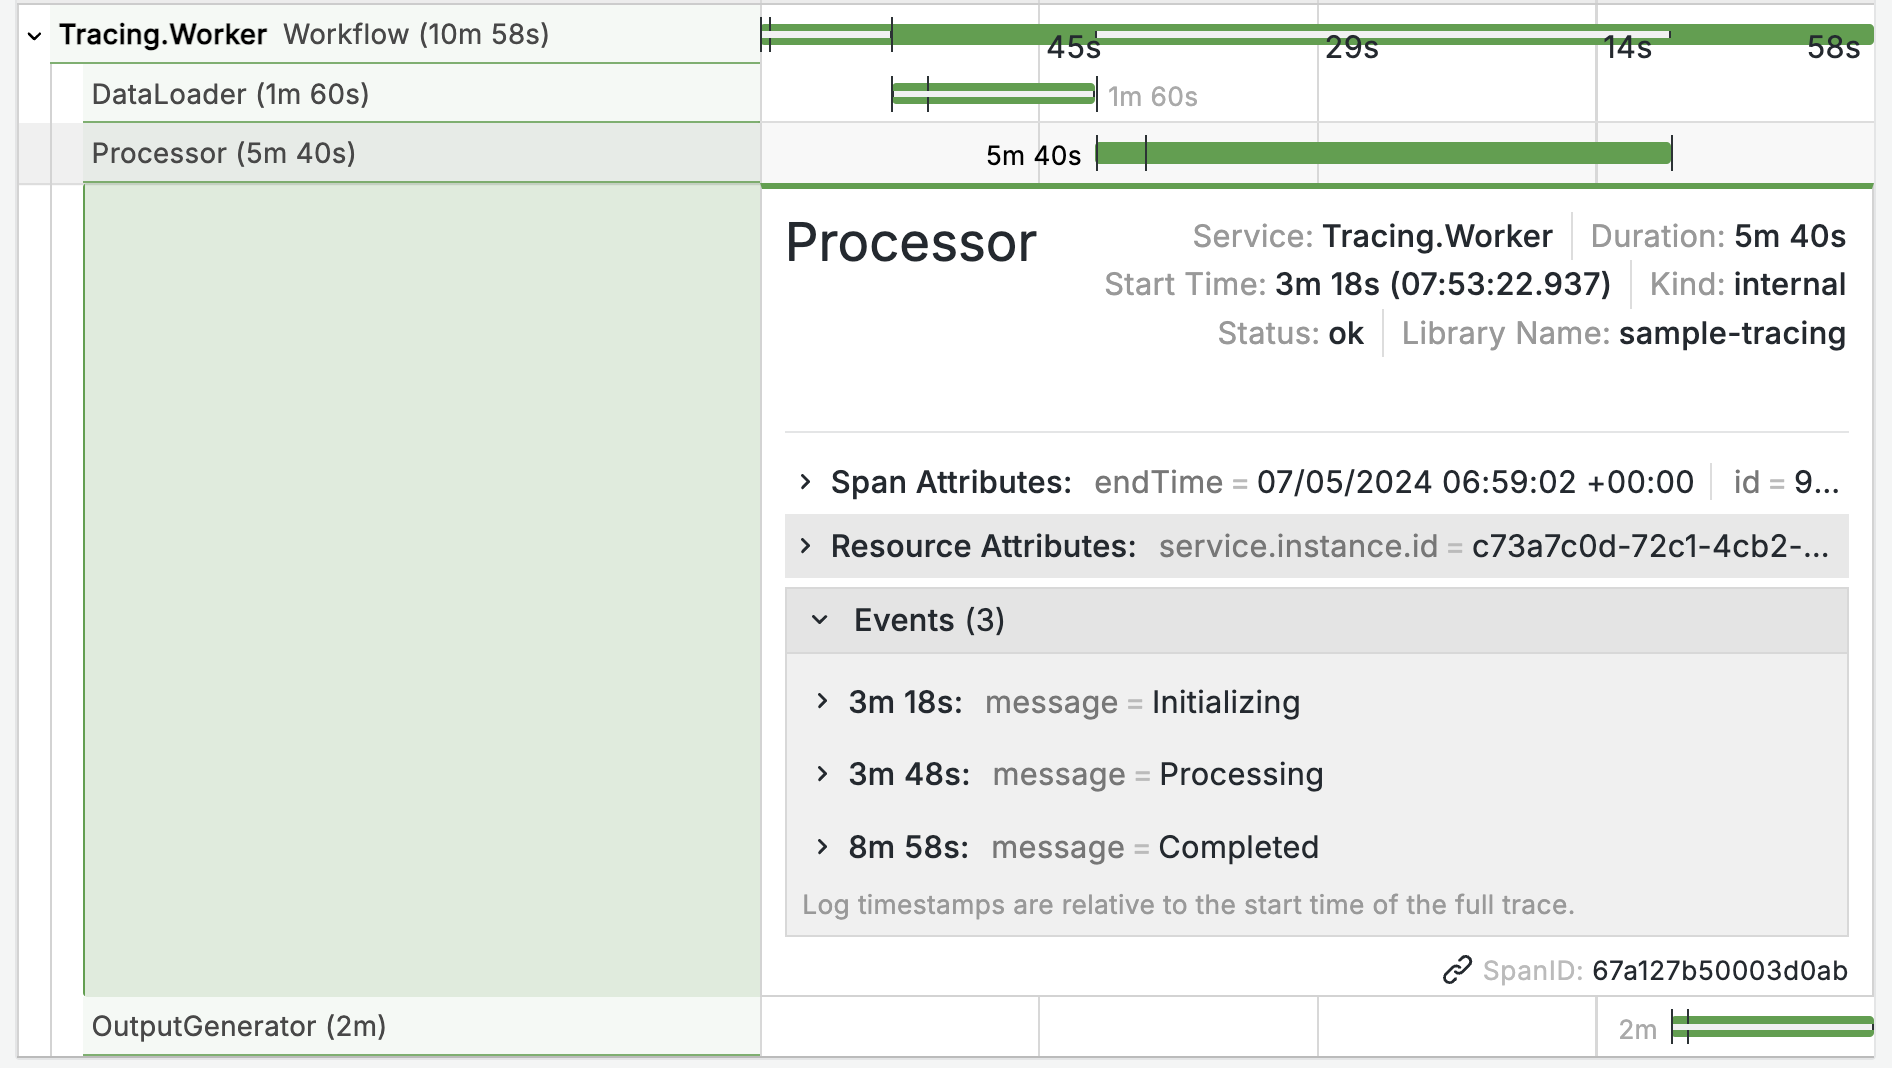 Tracing.Worker Workflow (10m 58s)
45s 29s 14s 58s
DataLoader (1m 60s) 1m 60s
Processor (5m 40s) 5m 40s
Processor
Service: Tracing.Worker Duration: 5m 40s
Start Time: 3m 18s (07:53:22.937) Kind: internal
Status: ok Library Name: sample-tracing
Span Attributes: endTime = 07/05/2024 06:59:02 +00:00 id = 9...
Resource Attributes: service.instance.id = c73a7c0d-72c1-4cb2-...
Events (3)
3m 18s: message = Initializing
3m 48s: message = Processing
8m 58s: message = Completed
Log timestamps are relative to the start time of the full trace.
SpanID: 67a127b50003d0ab
OutputGenerator (2m) 2m